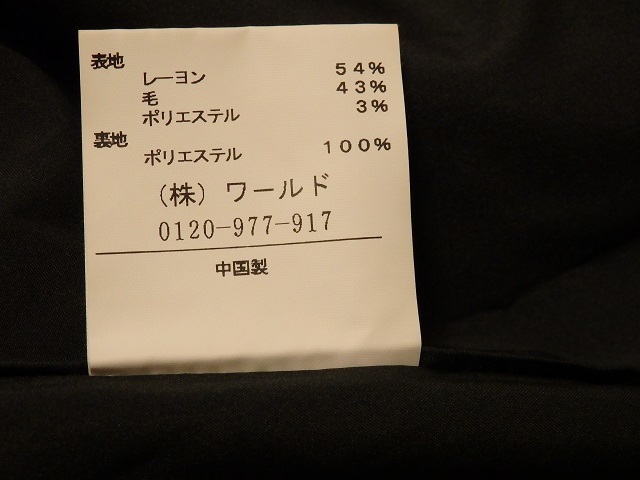 表地
レーヨン 54%
毛 43%
ポリエステル 3%
裏地
ポリエステル 100%
(株) ワールド
0120-977-917
中国製